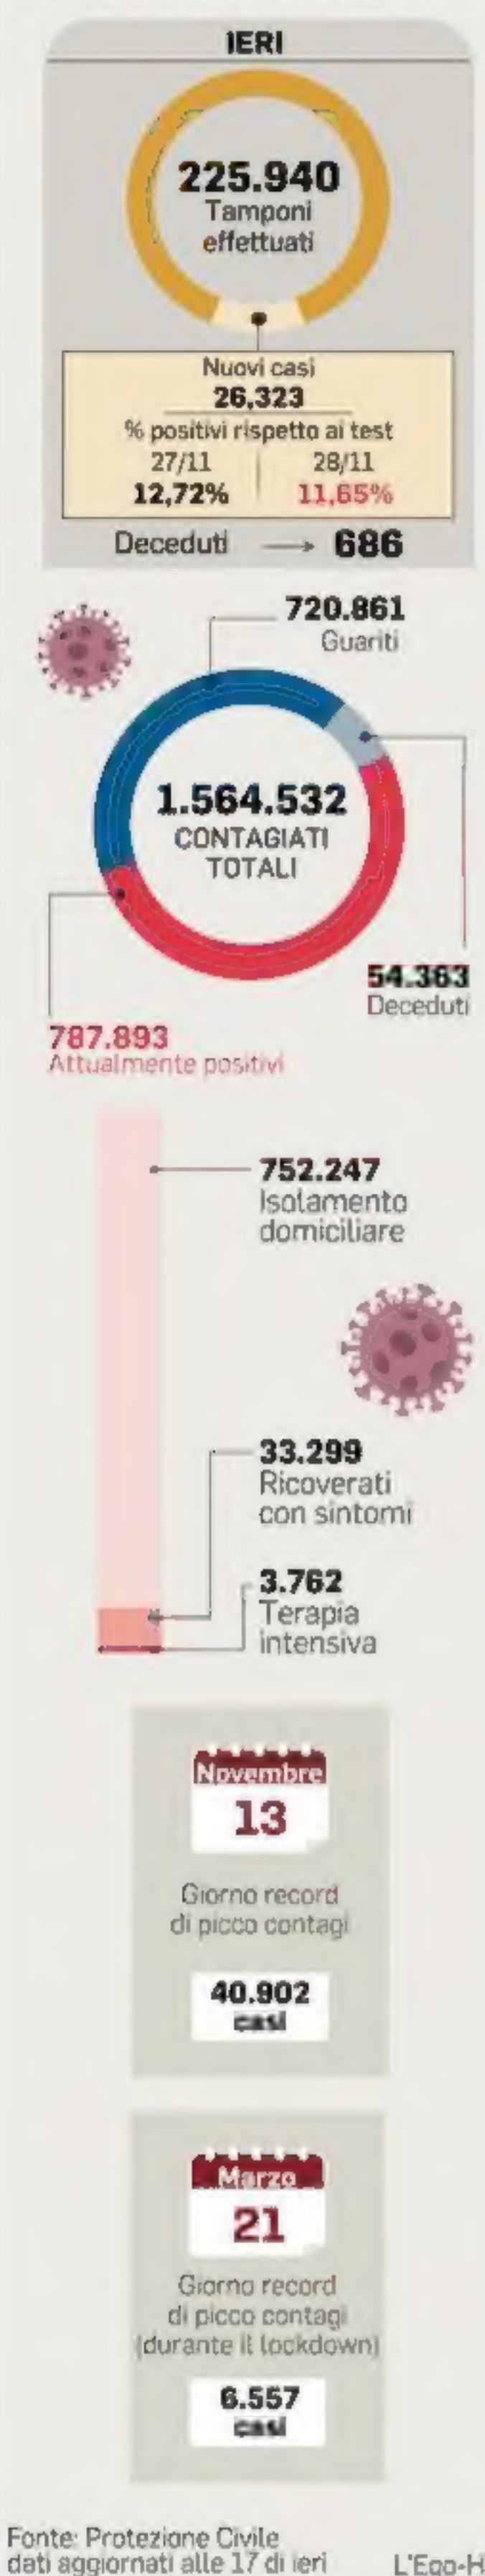 IERI
225.940
Tamponi
effettuati
Nuovi casi
26,323
% positivi rispetto ai test
27/11 28/11
12,72% 11,65%
Deceduti → 686
720.861
Guariti
1.564.532
CONTAGIATI
TOTALI
54.363
Deceduti
787.893
Attualmente positivi
752.247
Isolamento
domiciliare
33.299
Ricoverati
con sintomi
3.762
Terapia
intensiva
Novembre
13
Giorno record
di picco contagi
40.902
casi
Marzo
21
Giorno record
di picco contagi
(durante il lockdown)
6.557
casi
Fonte: Protezione Civile
dati aggiornati alle 17 di ieri L'Ego-H